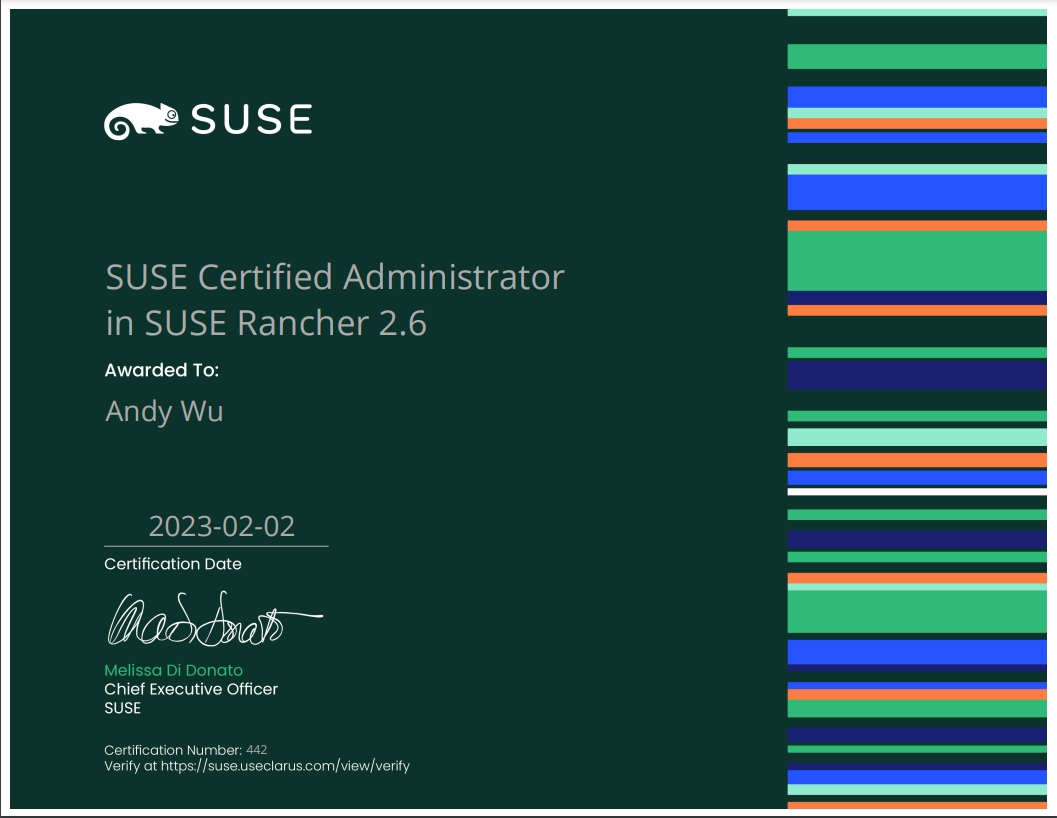 SUSE
SUSE Certified Administrator
in SUSE Rancher 2.6
Awarded To:
Andy Wu
2023-02-02
Certification Date
Melissa Di Donato
Chief Executive Officer
SUSE
Certification Number: 442
Verify at https://suse.useclarus.com/view/verify